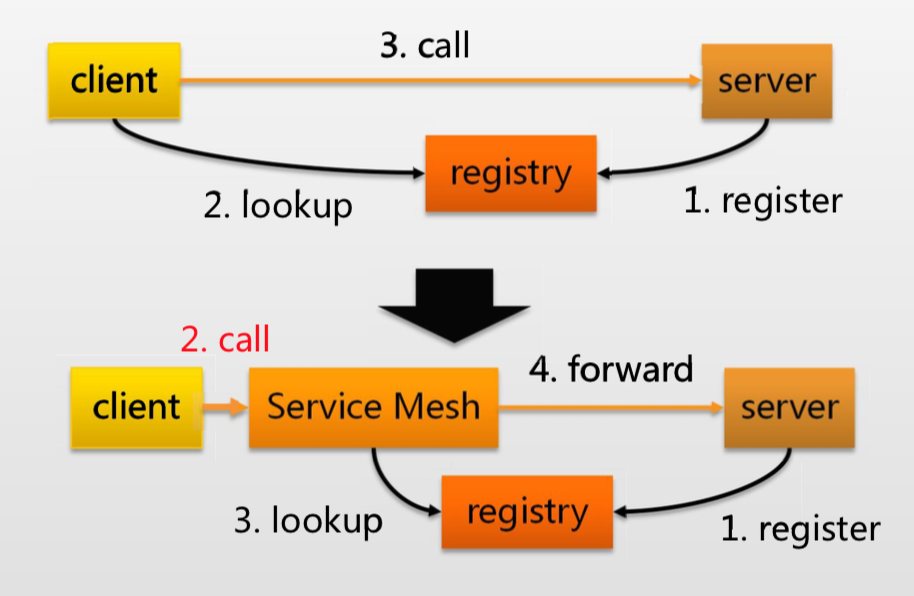 3. call
client
server
registry
2. lookup
1. register
2. call
4. forward
client
Service Mesh
server
registry
3. lookup
1. register